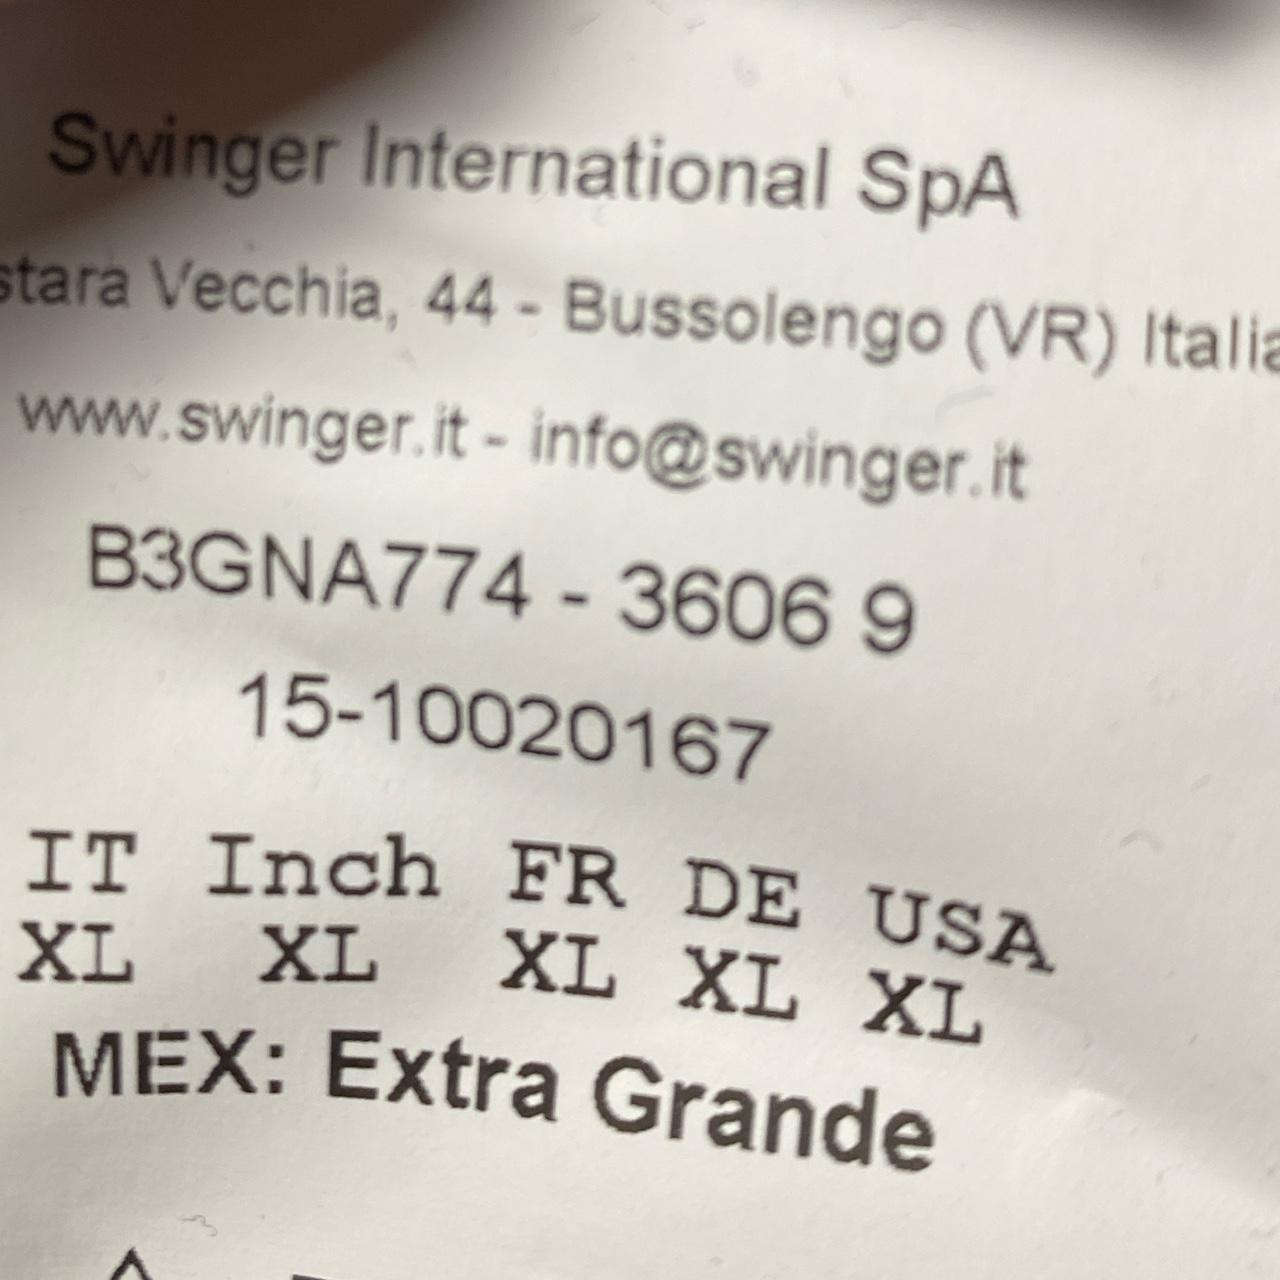 Swinger International SpA
stara Vecchia, 44 - Bussolengo (VR) Italia
www.swinger.it - info@swinger.it
B3GNA774 - 3606 9
15-10020167
IT Inch FR DE USA
XL XL XL XL XL
MEX: Extra Grande